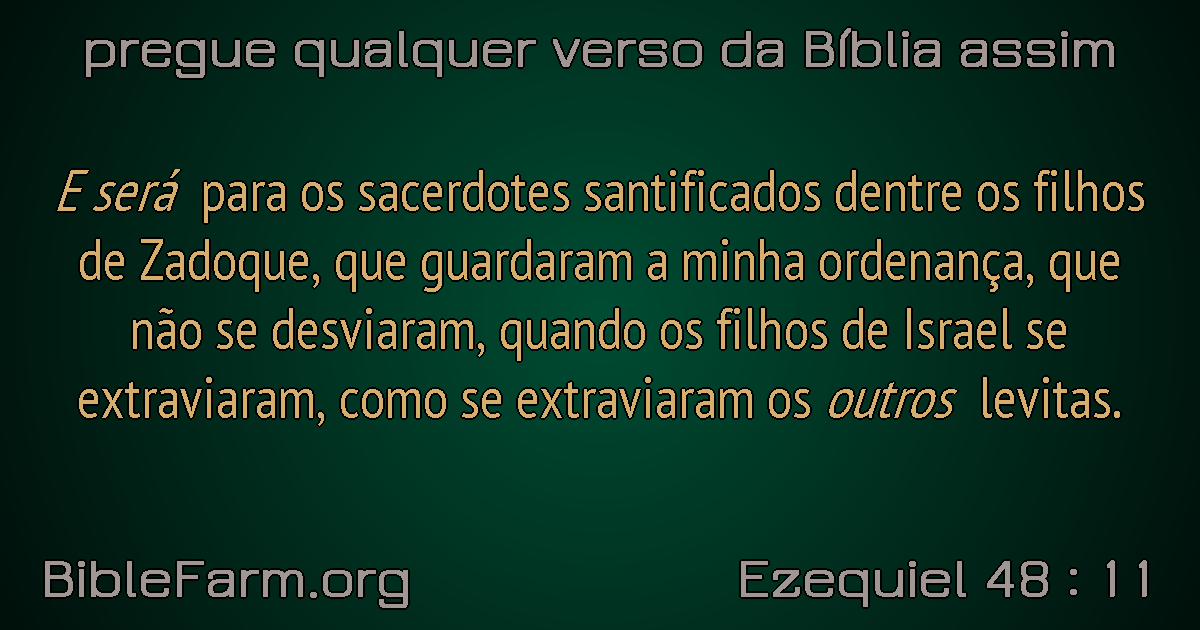 pregue qualquer verso da Bíblia assim
E será para os sacerdotes santificados dentre os filhos
de Zadoque, que guardaram a minha ordenança, que
não se desviaram, quando os filhos de Israel se
extraviaram, como se extraviaram os outros levitas.
BibleFarm.org
Ezequiel 48 : 11